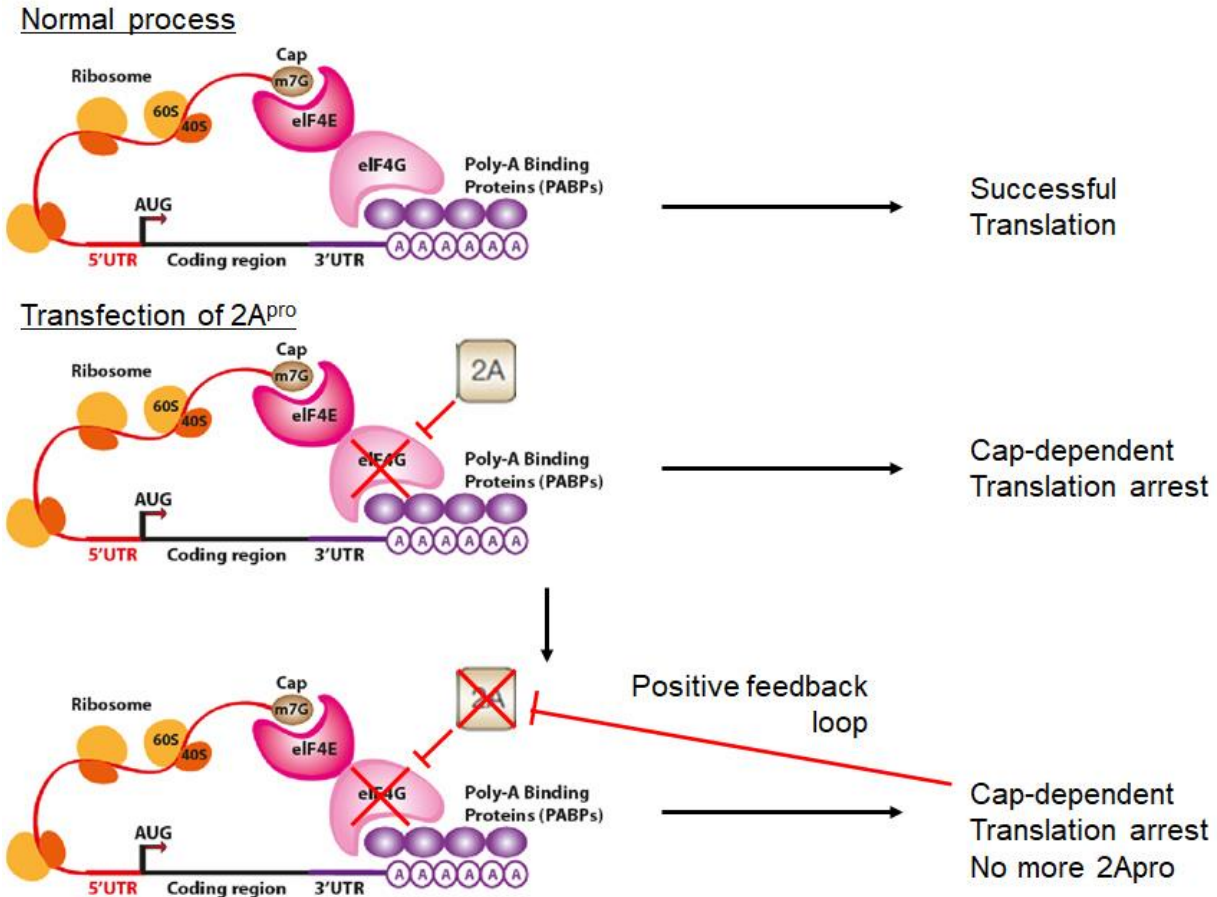 Normal process
Cap
m7G
Ribosome
60S
40S
eIF4E
eIF4G
Poly-A Binding
Proteins (PABPs)
AUG
A A A A A A
5'UTR Coding region 3'UTR
Successful
Translation
Transfection of 2Apro
Cap
m7G
2A
Ribosome
60S
40S
eIF4E
eIF4G
Poly-A Binding
Proteins (PABPs)
AUG
A A A A A A
5'UTR Coding region 3'UTR
Cap-dependent
Translation arrest
Cap
m7G
2A
Positive feedback
loop
Ribosome
60S
40S
eIF4E
eIF4G
Poly-A Binding
Proteins (PABPs)
AUG
A A A A A A
5'UTR Coding region 3'UTR
Cap-dependent
Translation arrest
No more 2Apro